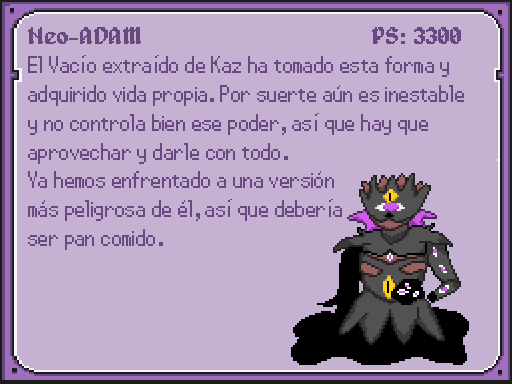 Neo-ADAM PS: 3300
El Vacío extraído de Kaz ha tomado esta forma y
adquirido vida propia. Por suerte aún es inestable
y no controla bien ese poder, así que hay que
aprovechar y darle con todo.
Ya hemos enfrentado a una versión
más peligrosa de él, así que debería
ser pan comido.